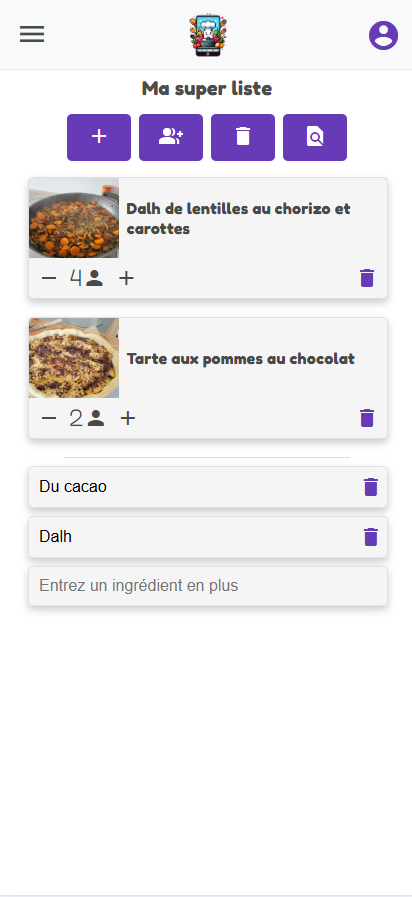 Ma super liste
Dalh de lentilles au chorizo et
carottes
4
Tarte aux pommes au chocolat
2
Du cacao
Dalh
Entrez un ingrédient en plus